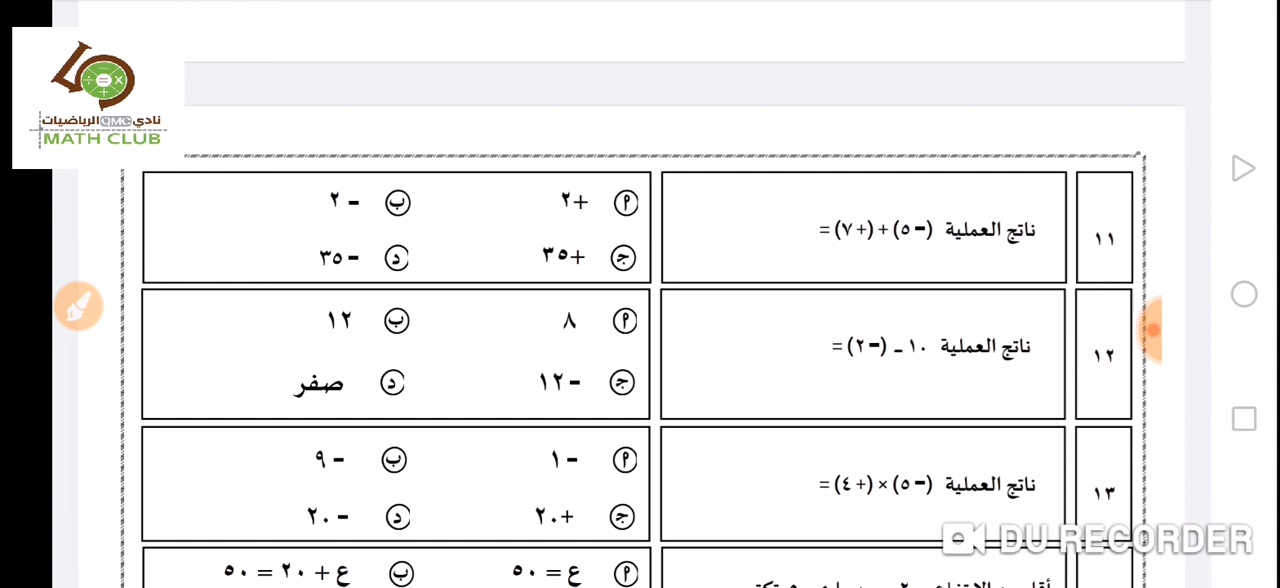 نادي QMC الرياضيات
MATH CLUB
١١
ناتج العملية (−٥) + (+٧) =
أ +٢
ب −٢
ج +٣٥
د −٣٥
١٢
ناتج العملية ١٠ − (−٢) =
أ ٨
ب ١٢
ج −١٢
د صفر
١٣
ناتج العملية (−٥) × (+٤) =
أ −١
ب −٩
ج +٢٠
د −٢٠
أ ع = ٥٠
ب ع + ٢٠ = ٥٠
DU RECORDER